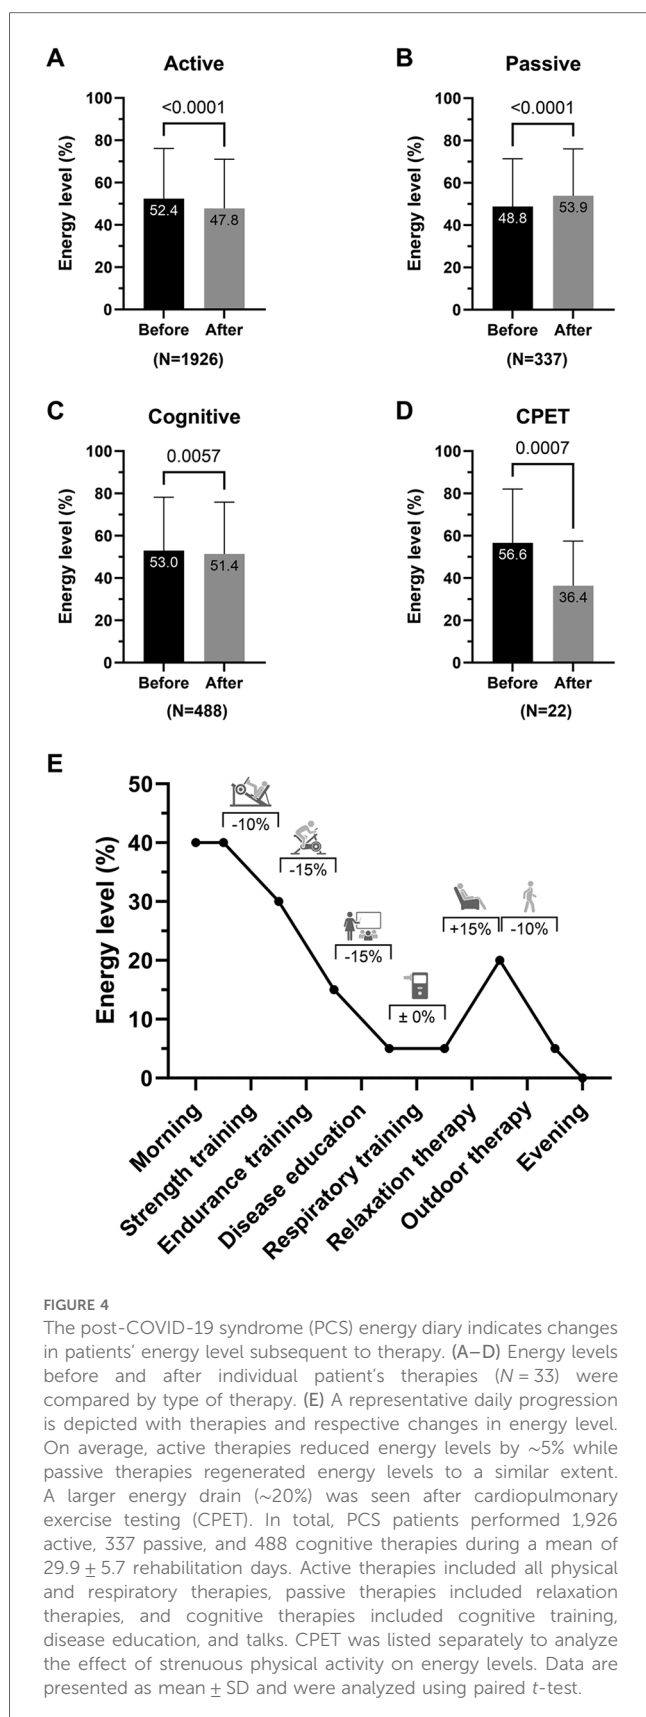 A
Active
Energy level (%)
100
80
60
40
20
0
<0.0001
52.4
47.8
Before
After
(N=1926)
B
Passive
Energy level (%)
100
80
60
40
20
0
<0.0001
48.8
53.9
Before
After
(N=337)
C
Cognitive
Energy level (%)
100
80
60
40
20
0
0.0057
53.0
51.4
Before
After
(N=488)
D
CPET
Energy level (%)
100
80
60
40
20
0
0.0007
56.6
36.4
Before
After
(N=22)
E
Energy level (%)
50
40
30
20
10
0
-10%
-15%
-15%
± 0%
+15%
-10%
Morning
Strength training
Endurance training
Disease education
Respiratory training
Relaxation therapy
Outdoor therapy
Evening
FIGURE 4
The post-COVID-19 syndrome (PCS) energy diary indicates changes
in patients’ energy level subsequent to therapy. (A–D) Energy levels
before and after individual patient’s therapies (N = 33) were
compared by type of therapy. (E) A representative daily progression
is depicted with therapies and respective changes in energy level.
On average, active therapies reduced energy levels by ∼5% while
passive therapies regenerated energy levels to a similar extent.
A larger energy drain (∼20%) was seen after cardiopulmonary
exercise testing (CPET). In total, PCS patients performed 1,926
active, 337 passive, and 488 cognitive therapies during a mean of
29.9 ± 5.7 rehabilitation days. Active therapies included all physical
and respiratory therapies, passive therapies included relaxation
therapies, and cognitive therapies included cognitive training,
disease education, and talks. CPET was listed separately to analyze
the effect of strenuous physical activity on energy levels. Data are
presented as mean ± SD and were analyzed using paired t-test.